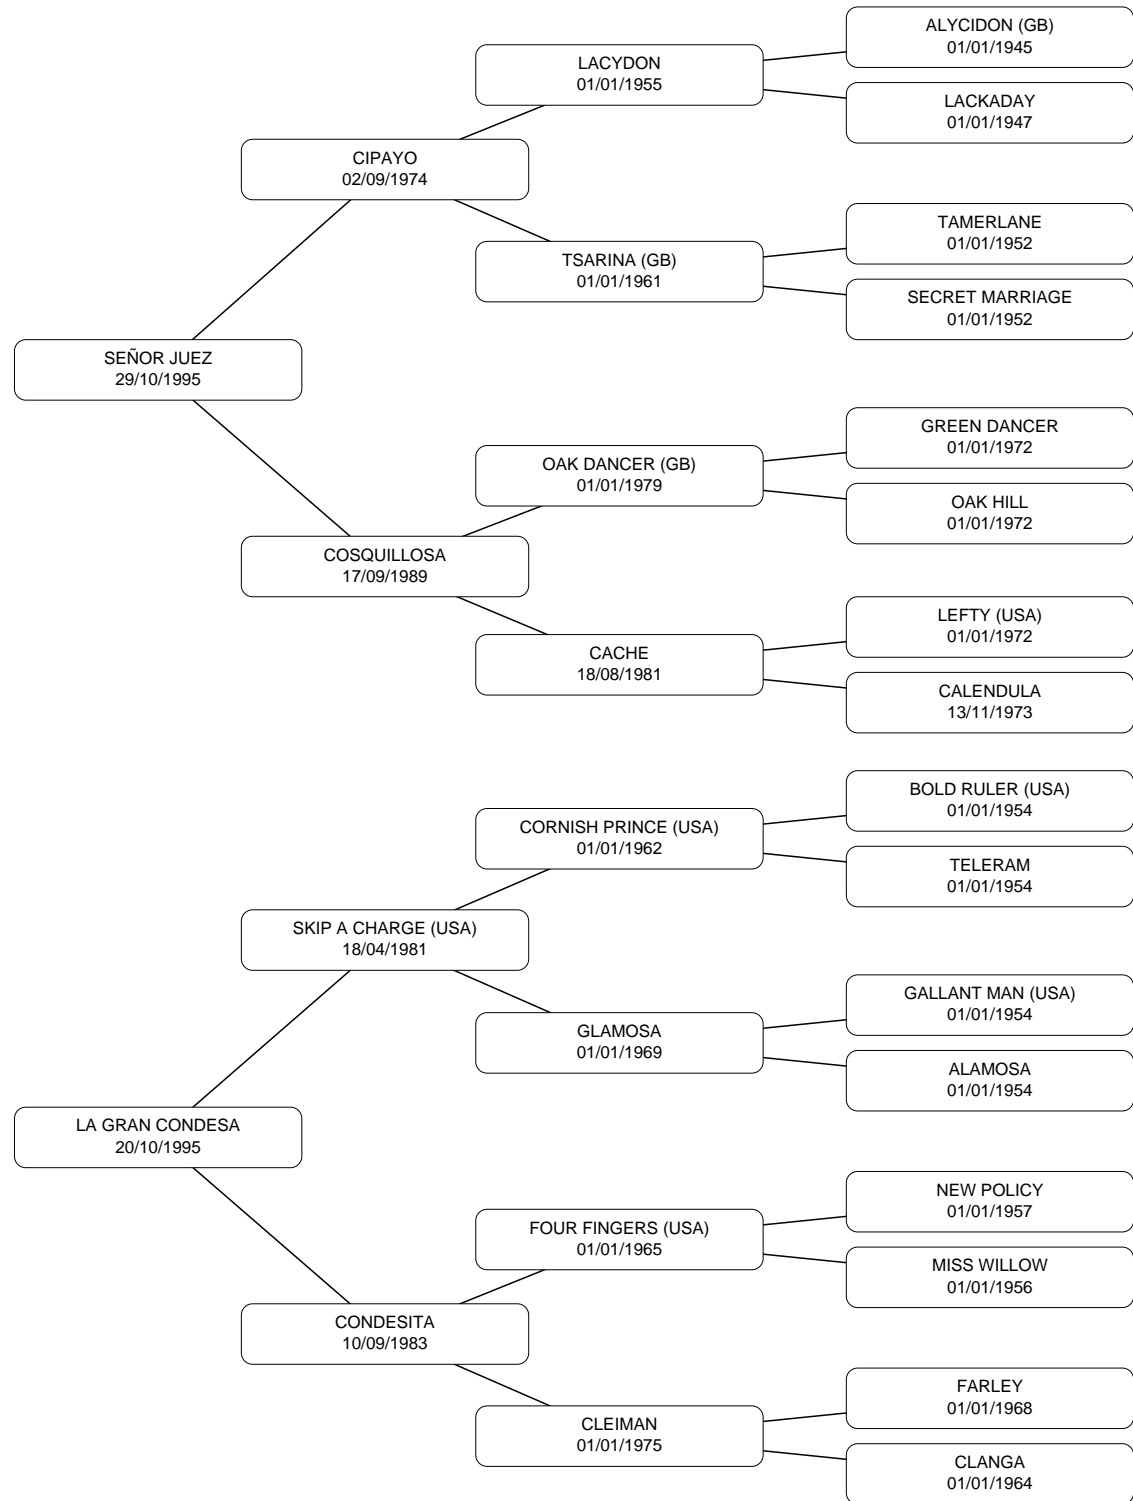 ALYCIDON (GB)
01/01/1945
LACYDON
01/01/1955
LACKADAY
01/01/1947
CIPAYO
02/09/1974
TAMERLANE
01/01/1952
TSARINA (GB)
01/01/1961
SECRET MARRIAGE
01/01/1952
SEÑOR JUEZ
29/10/1995
GREEN DANCER
01/01/1972
OAK DANCER (GB)
01/01/1979
OAK HILL
01/01/1972
COSQUILLOSA
17/09/1989
LEFTY (USA)
01/01/1972
CACHE
18/08/1981
CALENDULA
13/11/1973
BOLD RULER (USA)
01/01/1954
CORNISH PRINCE (USA)
01/01/1962
TELERAM
01/01/1954
SKIP A CHARGE (USA)
18/04/1981
GALLANT MAN (USA)
01/01/1954
GLAMOSA
01/01/1969
ALAMOSA
01/01/1954
LA GRAN CONDESA
20/10/1995
NEW POLICY
01/01/1957
FOUR FINGERS (USA)
01/01/1965
MISS WILLOW
01/01/1956
CONDESITA
10/09/1983
FARLEY
01/01/1968
CLEIMAN
01/01/1975
CLANGA
01/01/1964